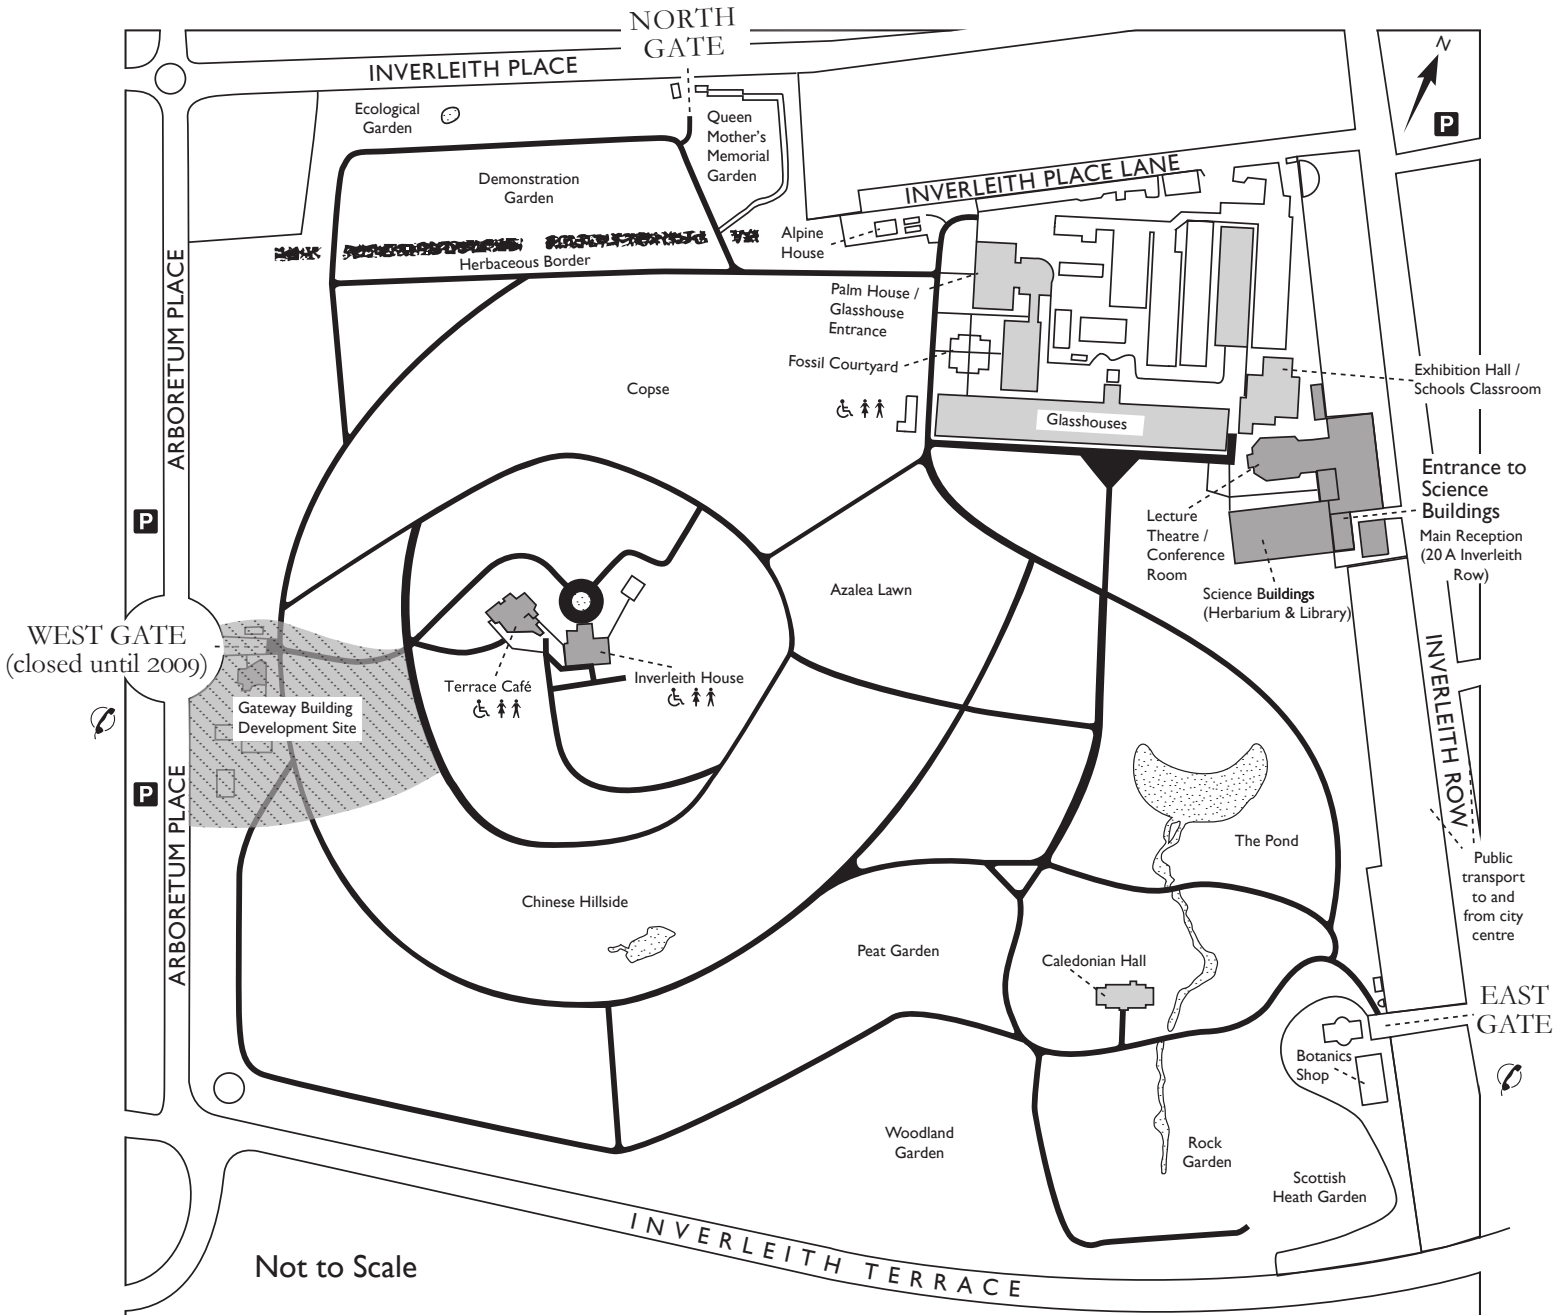 NORTH
GATE
INVERLEITH PLACE
N
P
Ecological
Garden
Queen
Mother's
Memorial
Garden
Demonstration
Garden
INVERLEITH PLACE LANE
Alpine
House
Herbaceous Border
ARBORETUM PLACE
Palm House /
Glasshouse
Entrance
Fossil Courtyard
Exhibition Hall /
Schools Classroom
Copse
Glasshouses
Entrance to
Science
Buildings
Main Reception
(20 A Inverleith
Row)
P
Lecture
Theatre /
Conference
Room
Azalea Lawn
Science Buildings
(Herbarium & Library)
WEST GATE
(closed until 2009)
Terrace Café
Inverleith House
Gateway Building
Development Site
INVERLEITH ROW
P
ARBORETUM PLACE
The Pond
Public
transport
to and
from city
centre
Chinese Hillside
Peat Garden
Caledonian Hall
EAST
GATE
Botanics
Shop
Woodland
Garden
Rock
Garden
Scottish
Heath Garden
INVERLEITH TERRACE
Not to Scale